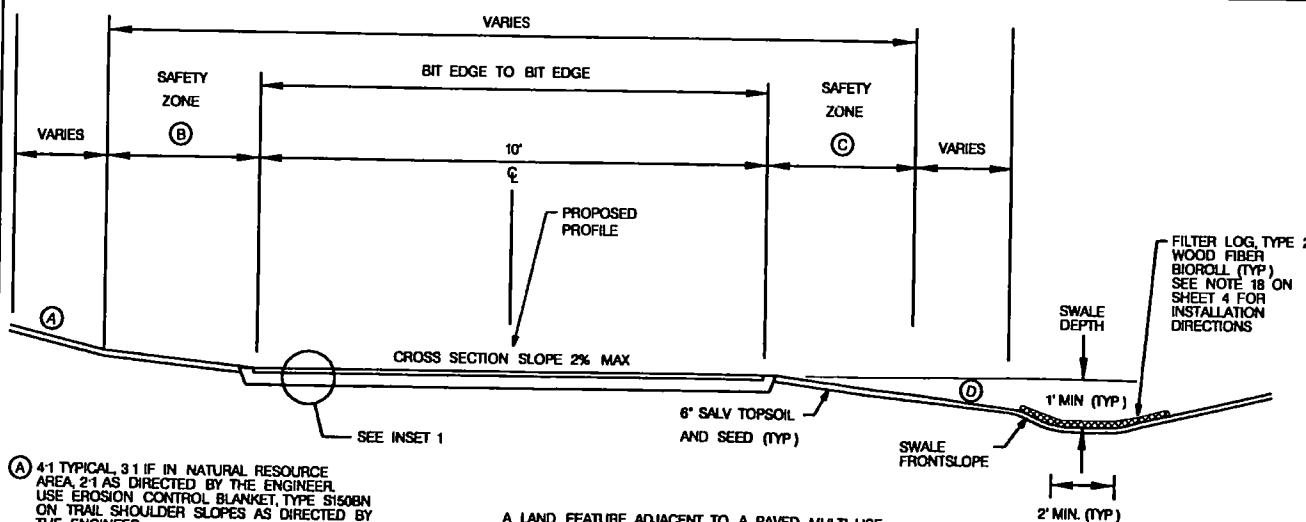 VARIES
BIT EDGE TO BIT EDGE
SAFETY
ZONE
B
SAFETY
ZONE
C
VARIES
VARIES
10'
℄
PROPOSED
PROFILE
FILTER LOG, TYPE 2
WOOD FIBER
BIOROLL (TYP)
SEE NOTE 18 ON
SHEET 4 FOR
INSTALLATION
DIRECTIONS
A
SWALE
DEPTH
CROSS SECTION SLOPE 2% MAX
D
1' MIN (TYP)
6" SALV TOPSOIL
AND SEED (TYP)
SEE INSET 1
SWALE
FRONTSLOPE
2' MIN. (TYP)
A 4:1 TYPICAL, 3:1 IF IN NATURAL RESOURCE
AREA, 2:1 AS DIRECTED BY THE ENGINEER.
USE EROSION CONTROL BLANKET, TYPE S150BN
ON TRAIL SHOULDER SLOPES AS DIRECTED BY
THE ENGINEER
A LAND FEATURE ADJACENT TO A PAVED MULTI-USE